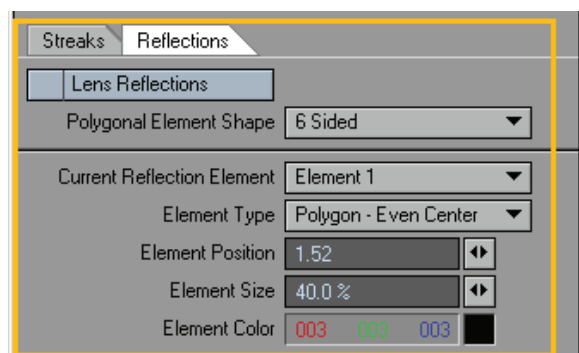 Streaks Reflections
Lens Reflections
Polygonal Element Shape 6 Sided
Current Reflection Element Element 1
Element Type Polygon - Even Center
Element Position 1.52
Element Size 40.0 %
Element Color 003 003 003